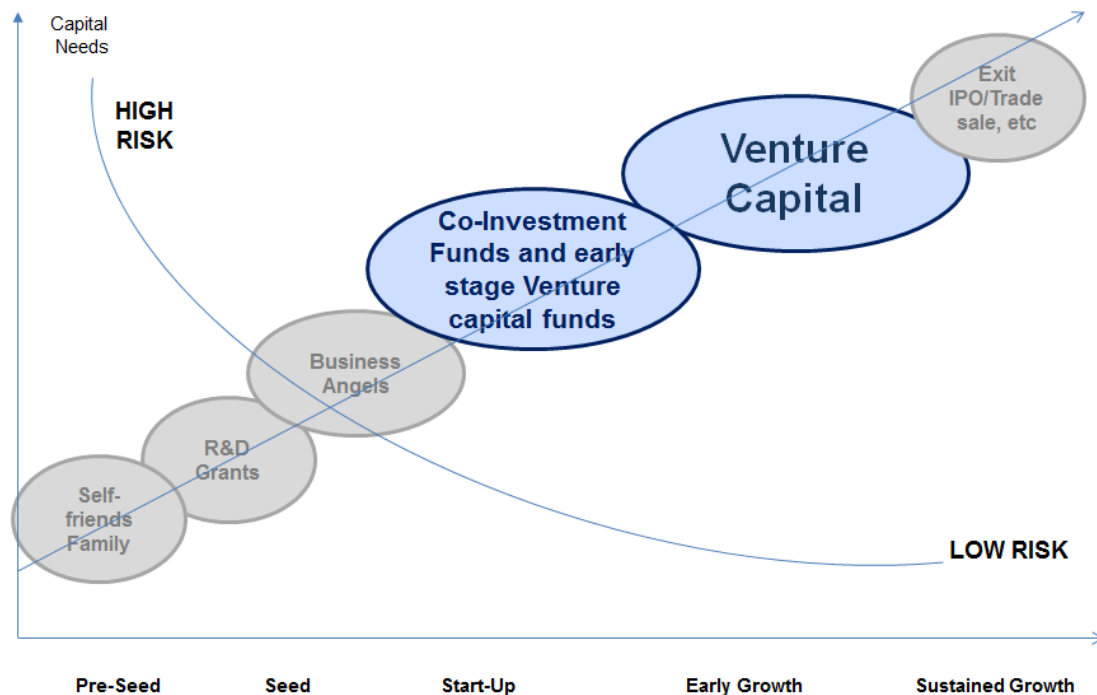 Capital
Needs
HIGH
RISK
Exit
IPO/Trade
sale, etc
Venture
Capital
Co-Investment
Funds and early
stage Venture
capital funds
Business
Angels
R&D
Grants
Self-
friends
Family
LOW RISK
Pre-Seed
Seed
Start-Up
Early Growth
Sustained Growth